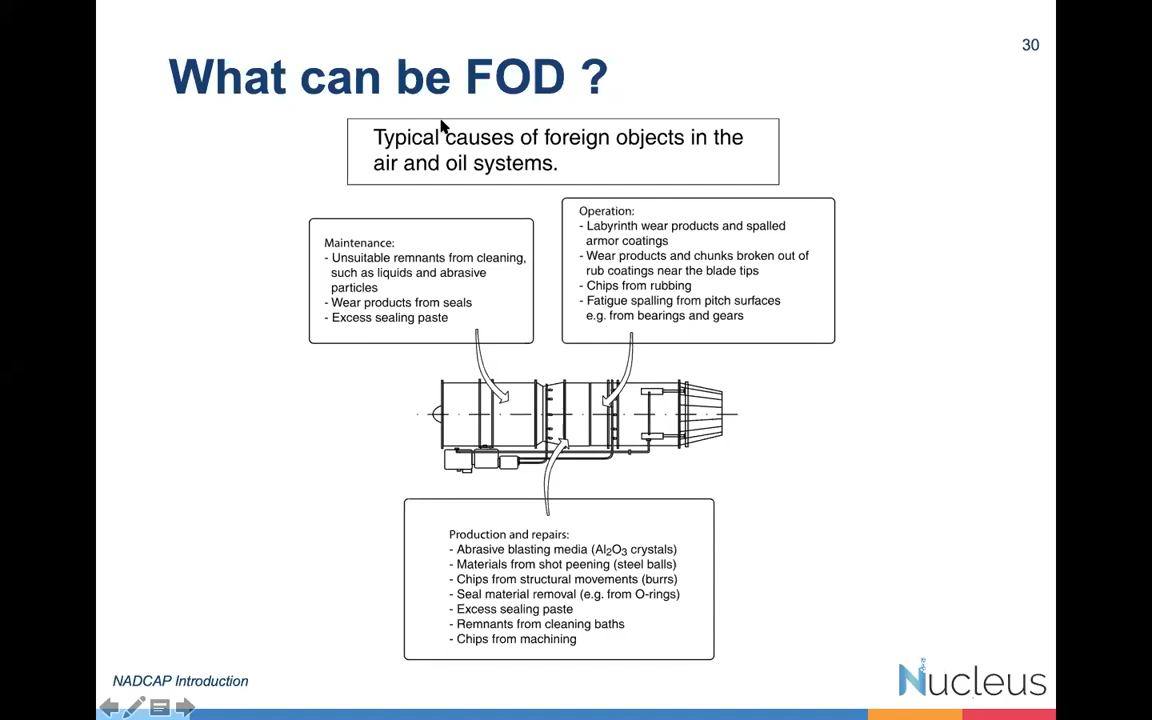 30
What can be FOD ?
Typical causes of foreign objects in the
air and oil systems.
Maintenance:
- Unsuitable remnants from cleaning,
such as liquids and abrasive
particles
- Wear products from seals
- Excess sealing paste
Operation:
- Labyrinth wear products and spalled
armor coatings
- Wear products and chunks broken out of
rub coatings near the blade tips
- Chips from rubbing
- Fatigue spalling from pitch surfaces
e.g. from bearings and gears
Production and repairs:
- Abrasive blasting media (Al₂O₃ crystals)
- Materials from shot peening (steel balls)
- Chips from structural movements (burrs)
- Seal material removal (e.g. from O-rings)
- Excess sealing paste
- Remnants from cleaning baths
- Chips from machining
NADCAP Introduction
Nucleus